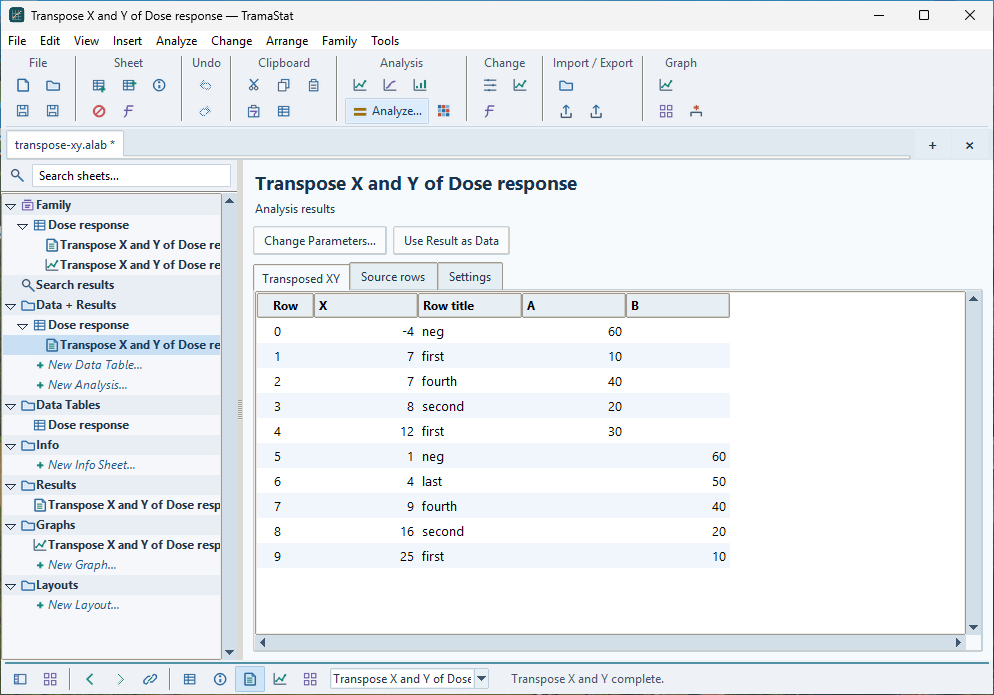 Transpose X and Y of Dose response — TramaStat
File Edit View Insert Analyze Change Arrange Family Tools
File Sheet Undo Clipboard Analysis Change Import / Export Graph
Analyze...
transpose-xy.alab *
Search sheets...
Family
Dose response
Transpose X and Y of Dose re
Transpose X and Y of Dose re
Search results
Data + Results
Dose response
Transpose X and Y of Dose re
+ New Data Table...
+ New Analysis...
Data Tables
Dose response
Info
+ New Info Sheet...
Results
Transpose X and Y of Dose resp
Graphs
Transpose X and Y of Dose resp
+ New Graph...
Layouts
+ New Layout...
Transpose X and Y of Dose response
Analysis results
Change Parameters... Use Result as Data
Transposed XY Source rows Settings
Row X Row title A B
0 -4 neg 60
1 7 first 10
2 7 fourth 40
3 8 second 20
4 12 first 30
5 1 neg 60
6 4 last 50
7 9 fourth 40
8 16 second 20
9 25 first 10
Transpose X and Y of Dose Transpose X and Y complete.